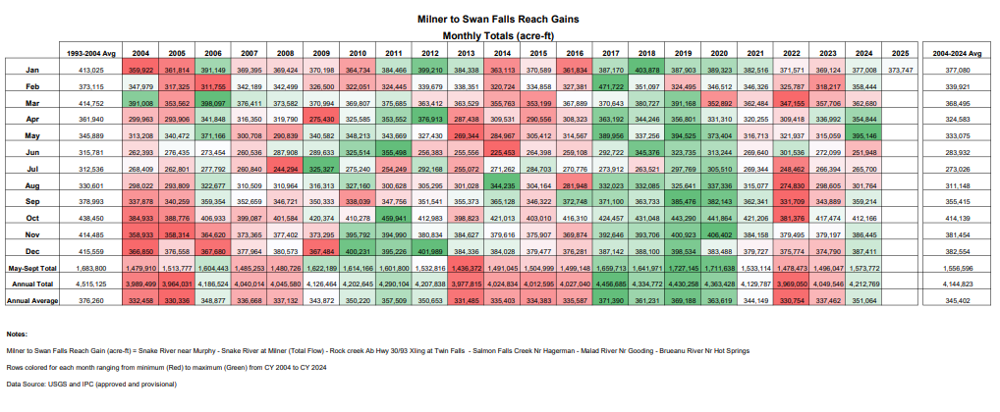 Milner to Swan Falls Reach Gains
Monthly Totals (acre-ft)
1993-2004 Avg 2004 2005 2006 2007 2008 2009 2010 2011 2012 2013 2014 2015 2016 2017 2018 2019 2020 2021 2022 2023 2024 2025 2004-2024 Avg
Jan 413,025 359,922 361,814 391,149 369,395 369,424 370,198 364,734 384,466 399,210 384,338 363,113 370,589 361,834 387,170 403,878 387,903 389,323 382,516 371,571 369,124 377,008 373,747 377,080
Feb 373,115 347,979 317,325 311,755 342,189 342,499 326,500 322,051 324,445 339,679 338,351 320,724 334,858 327,381 471,722 351,097 324,495 346,512 346,326 325,787 318,217 358,444 339,921
Mar 414,752 391,008 353,562 398,097 376,411 373,582 370,994 369,807 375,685 363,412 363,529 355,763 353,199 367,889 370,643 380,727 391,168 352,892 362,484 347,155 357,706 362,680 368,495
Apr 361,940 294,963 293,906 341,848 316,350 319,790 275,430 325,585 353,552 376,913 287,438 309,531 290,556 308,323 363,192 344,246 356,801 331,310 320,255 309,418 336,992 354,844 324,583
May 345,889 313,208 340,472 371,166 300,708 290,839 340,582 348,213 343,669 327,430 269,344 284,967 305,412 314,567 389,956 337,256 394,525 373,404 316,713 321,937 315,059 395,146 333,075
Jun 315,781 262,393 276,435 273,454 260,536 287,908 289,633 325,514 355,498 256,383 255,556 225,453 264,398 259,108 292,722 345,376 323,735 313,244 269,640 301,536 272,099 251,948 283,932
Jul 312,536 268,105 262,801 277,792 260,840 244,294 325,327 275,240 254,249 292,168 255,072 271,262 284,703 270,776 273,912 263,521 297,769 305,510 269,344 248,462 266,394 265,700 273,026
Aug 330,601 298,022 293,809 322,677 310,509 310,964 316,313 327,160 300,628 305,295 301,028 344,235 304,164 281,948 332,023 332,085 325,641 337,336 315,077 274,830 298,605 301,764 311,148
Sep 378,993 337,878 340,259 359,354 352,659 346,721 350,333 338,039 347,756 351,541 355,373 365,128 346,322 372,748 371,100 363,733 385,476 382,143 362,341 331,709 343,889 359,214 355,415
Oct 438,450 384,933 388,776 406,933 399,087 401,584 420,374 410,278 459,941 412,983 398,823 421,013 403,010 416,310 424,457 431,048 443,290 441,864 421,206 381,376 417,474 412,166 414,139
Nov 414,485 358,933 358,314 364,620 373,365 377,402 373,295 395,792 394,990 380,834 384,627 379,616 375,907 369,874 392,646 393,706 400,923 406,402 384,158 379,495 379,197 386,445 381,454
Dec 415,559 366,850 376,558 367,680 377,964 380,573 367,484 400,231 395,226 401,989 384,336 384,028 379,477 376,281 387,142 388,100 398,534 383,488 379,727 375,774 374,790 387,411 382,554
May-Sept Total 1,683,800 1,479,910 1,513,777 1,604,443 1,485,253 1,480,726 1,622,189 1,614,166 1,601,800 1,532,816 1,436,372 1,491,045 1,504,999 1,499,148 1,659,713 1,641,971 1,727,145 1,711,638 1,533,114 1,478,473 1,496,047 1,573,772 1,556,596
Annual Total 4,515,125 3,989,499 3,964,031 4,186,524 4,040,014 4,045,580 4,126,464 4,202,645 4,290,104 4,207,838 3,977,815 4,024,834 4,012,595 4,027,040 4,456,685 4,334,772 4,430,258 4,363,428 4,129,787 3,969,050 4,049,546 4,212,769 4,144,823
Annual Average 376,260 332,458 330,336 348,877 336,668 337,132 343,872 350,220 357,509 350,653 331,485 335,403 334,383 335,587 371,390 361,231 369,188 363,619 344,149 330,754 337,462 351,064 345,402
Notes:
Milner to Swan Falls Reach Gain (acre-ft) = Snake River near Murphy - Snake River at Milner (Total Flow) - Rock creek Ab Hwy 30/93 Xling at Twin Falls - Salmon Falls Creek Nr Hagerman - Malad River Nr Gooding - Brueanu River Nr Hot Springs
Rows colored for each month ranging from minimum (Red) to maximum (Green) from CY 2004 to CY 2024
Data Source: USGS and IPC (approved and provisional)